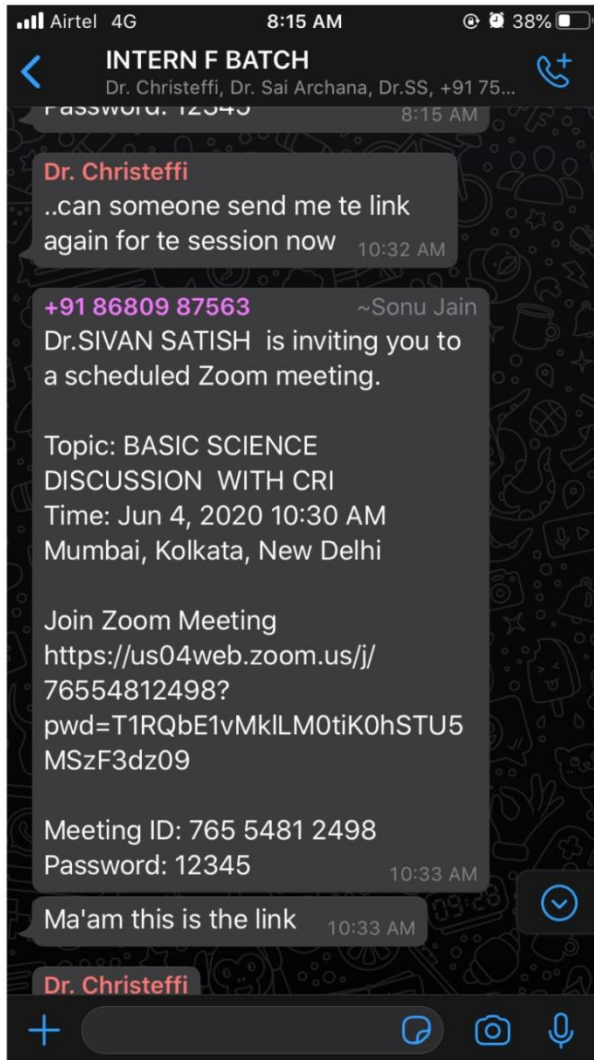 Airtel 4G 8:15 AM 38%
INTERN F BATCH
Dr. Christeffi, Dr. Sai Archana, Dr.SS, +91 75...
Password: 12345 8:15 AM
Dr. Christeffi
..can someone send me te link
again for te session now 10:32 AM
+91 86809 87563 ~Sonu Jain
Dr.SIVAN SATISH is inviting you to
a scheduled Zoom meeting.
Topic: BASIC SCIENCE
DISCUSSION WITH CRI
Time: Jun 4, 2020 10:30 AM
Mumbai, Kolkata, New Delhi
Join Zoom Meeting
https://us04web.zoom.us/j/
76554812498?
pwd=T1RQbE1vMklLM0tiK0hSTU5
MSzF3dz09
Meeting ID: 765 5481 2498
Password: 12345 10:33 AM
Ma'am this is the link 10:33 AM
Dr. Christeffi